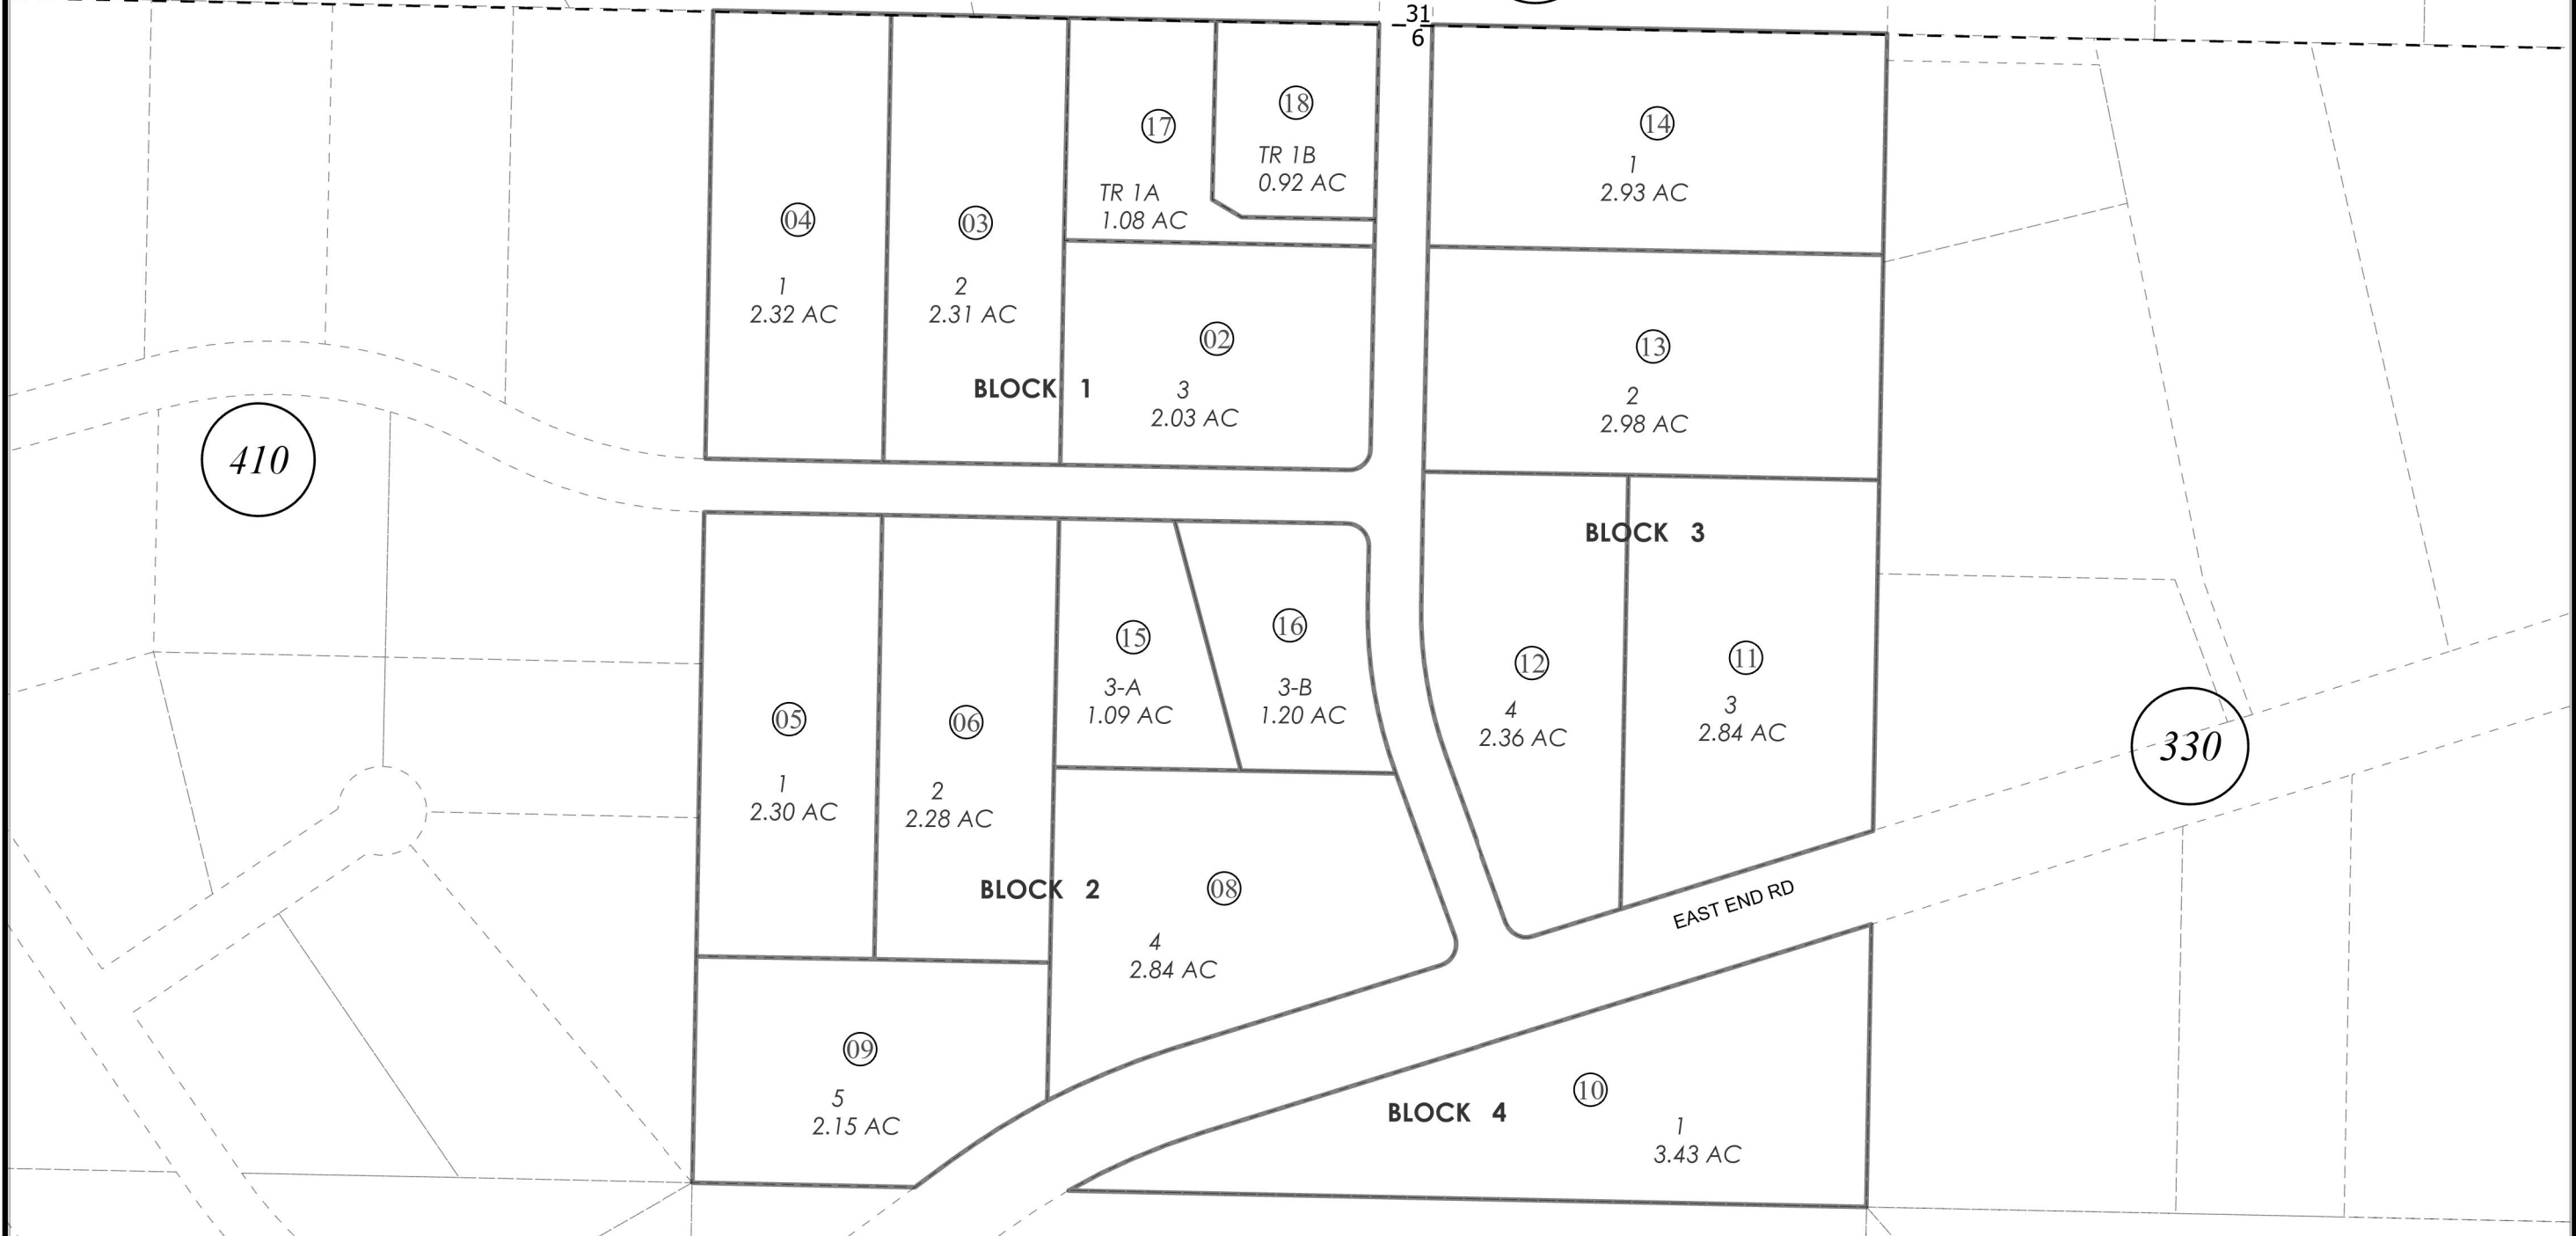 31
6
18
14
17
TR 1B
0.92 AC
1
2.93 AC
TR 1A
1.08 AC
04
03
1
2.32 AC
2
2.31 AC
02
13
BLOCK 1
3
2.03 AC
2
2.98 AC
410
BLOCK 3
15
16
12
11
3-A
1.09 AC
3-B
1.20 AC
4
2.36 AC
3
2.84 AC
05
06
330
1
2.30 AC
2
2.28 AC
BLOCK 2
08
EAST END RD
4
2.84 AC
09
10
5
2.15 AC
BLOCK 4
1
3.43 AC